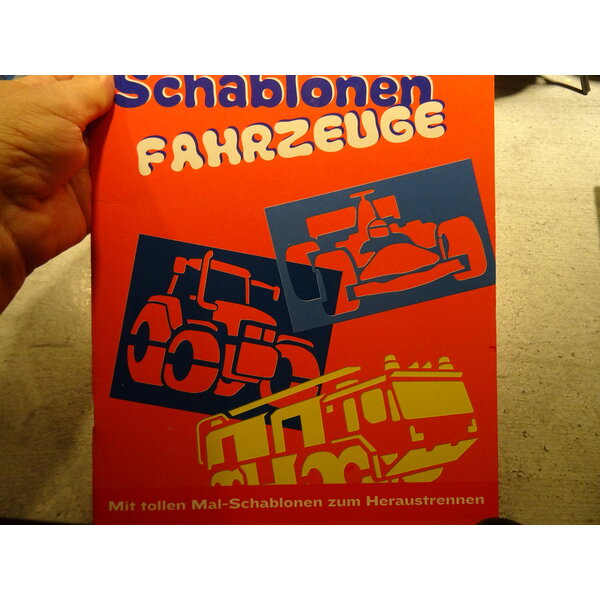 Schablonen
FAHRZEUGE
Mit tollen Mal-Schablonen zum Heraustrennen